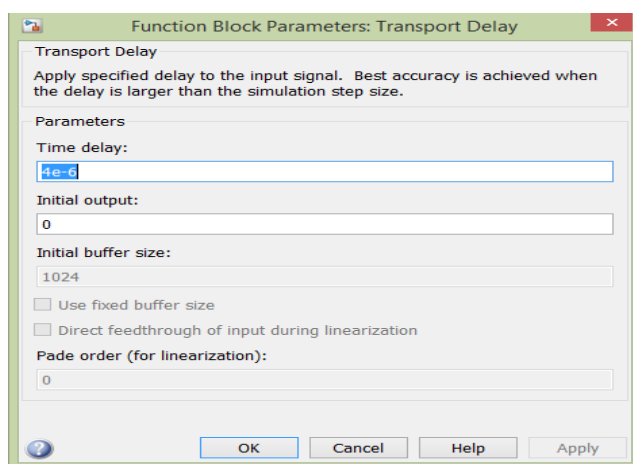 Function Block Parameters: Transport Delay
Transport Delay
Apply specified delay to the input signal.  Best accuracy is achieved when
the delay is larger than the simulation step size.
Parameters
Time delay:
4e-6
Initial output:
0
Initial buffer size:
1024
Use fixed buffer size
Direct feedthrough of input during linearization
Pade order (for linearization):
0
OK Cancel Help Apply